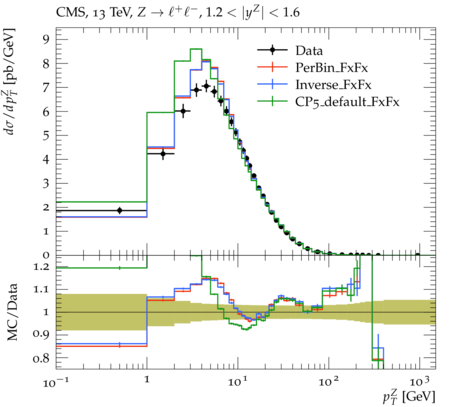 CMS, 13 TeV, Z → ℓ⁺ℓ⁻, 1.2 < |y^Z| < 1.6
dσ/dp_T^Z [pb/GeV]
9
8
7
6
5
4
3
2
1
0
Data
PerBin_FxFx
Inverse_FxFx
CP5_default_FxFx
MC/Data
1.2
1.1
1
0.9
0.8
10⁻¹ 1 10¹ 10² 10³
p_T^Z [GeV]